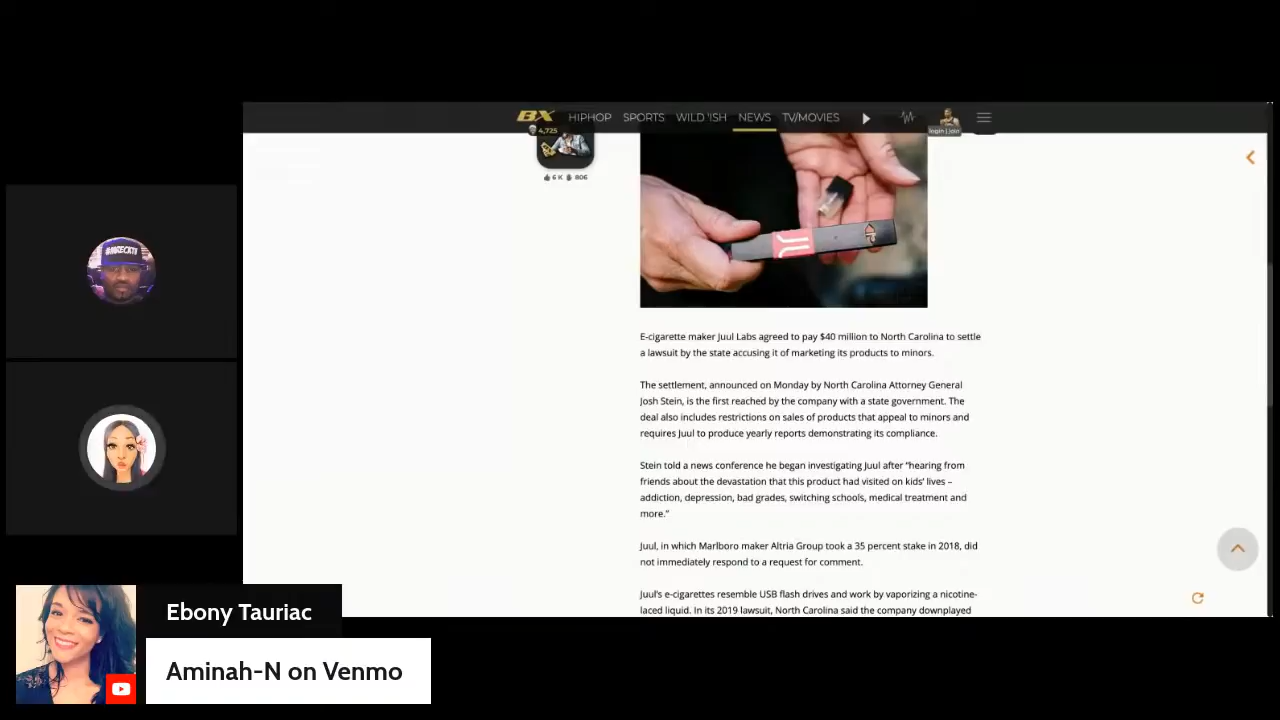 BX HIPHOP SPORTS WILD 'ISH NEWS TV/MOVIES
4,725
login | join
6 K 806
E-cigarette maker Juul Labs agreed to pay $40 million to North Carolina to settle
a lawsuit by the state accusing it of marketing its products to minors.
The settlement, announced on Monday by North Carolina Attorney General
Josh Stein, is the first reached by the company with a state government. The
deal also includes restrictions on sales of products that appeal to minors and
requires Juul to produce yearly reports demonstrating its compliance.
Stein told a news conference he began investigating Juul after “hearing from
friends about the devastation that this product had visited on kids’ lives –
addiction, depression, bad grades, switching schools, medical treatment and
more.”
Juul, in which Marlboro maker Altria Group took a 35 percent stake in 2018, did
not immediately respond to a request for comment.
Juul’s e-cigarettes resemble USB flash drives and work by vaporizing a nicotine-
laced liquid. In its 2019 lawsuit, North Carolina said the company downplayed
Ebony Tauriac
Aminah-N on Venmo